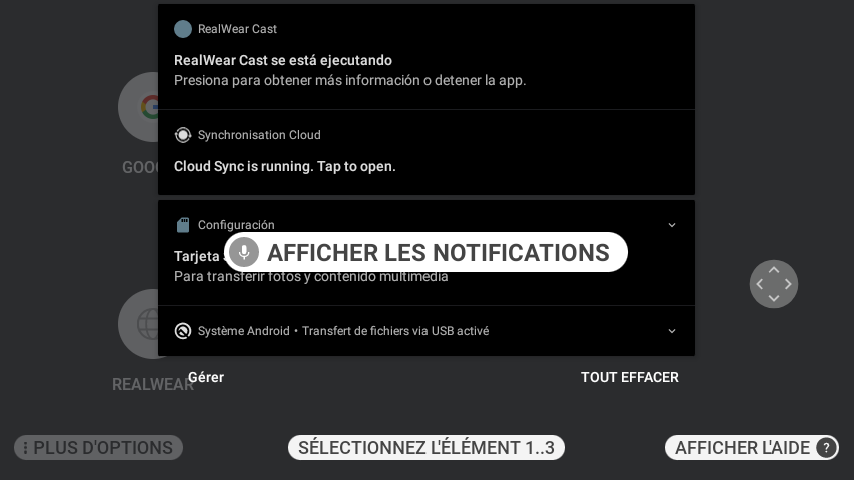 RealWear Cast
RealWear Cast se está ejecutando
Presiona para obtener más información o detener la app.
Synchronisation Cloud
Cloud Sync is running. Tap to open.
Configuración
Tarjeta
AFFICHER LES NOTIFICATIONS
Para transferir fotos y contenido multimedia
Système Android • Transfert de fichiers via USB activé
REALWEAR
Gérer
TOUT EFFACER
PLUS D'OPTIONS
SÉLECTIONNEZ L'ÉLÉMENT 1..3
AFFICHER L'AIDE ?